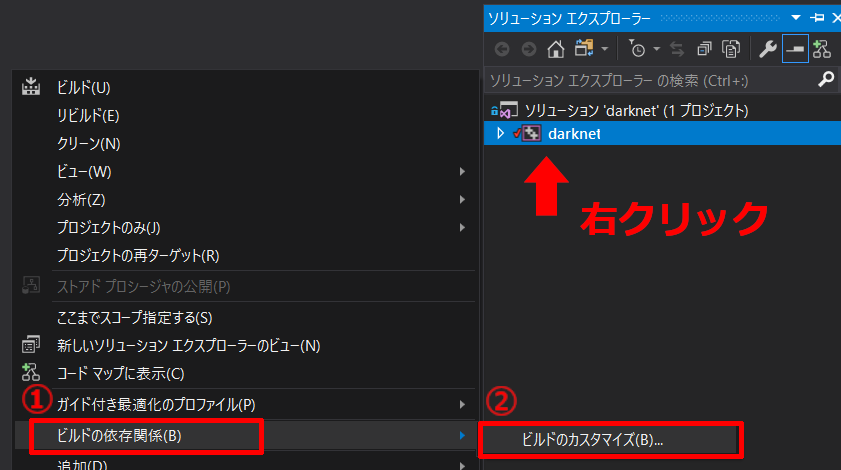 ソリューション エクスプローラー
ソリューション エクスプローラー の検索 (Ctrl+:)
ソリューション 'darknet' (1 プロジェクト)
darknet
右クリック
ビルド(U)
リビルド(E)
クリーン(N)
ビュー(W)
分析(Z)
プロジェクトのみ(J)
プロジェクトの再ターゲット(R)
ストアド プロシージャの公開(P)
ここまでスコープ指定する(S)
新しいソリューション エクスプローラーのビュー(N)
コード マップに表示(C)
① ガイド付き最適化のプロファイル(P)
ビルドの依存関係(B)
追加(D)
②
ビルドのカスタマイズ(B)...